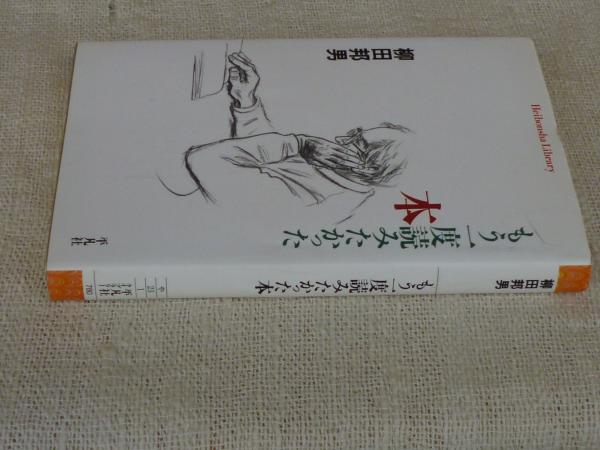 Heibonsha Library
もう一度読みたかった
本
柳田邦男
平凡社
柳田邦男
もう一度読みたかった本
平凡社